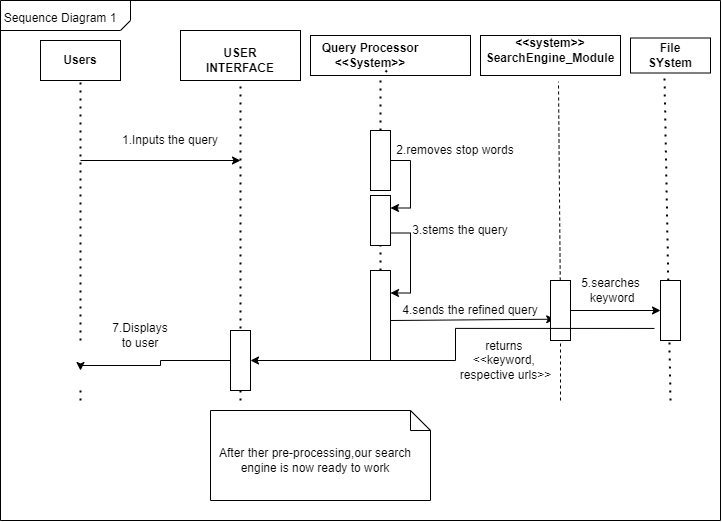 Sequence Diagram 1
Users
USER
INTERFACE
Query Processor
<<System>>
<<system>>
SearchEngine_Module
File
SYstem
1.Inputs the query
2.removes stop words
3.stems the query
4.sends the refined query
5.searches
keyword
7.Displays
to user
returns
<<keyword,
respective urls>>
After ther pre-processing,our search
engine is now ready to work